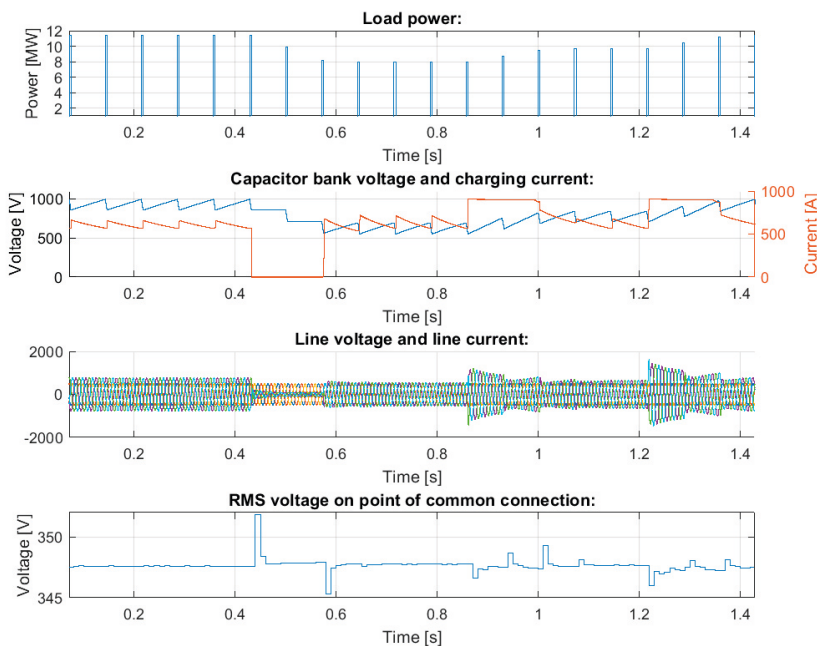 Load power:
12
10
8
6
4
2
Power [MW]
0.2 0.4 0.6 0.8 1 1.2 1.4
Time [s]
Capacitor bank voltage and charging current:
1000
500
0
Voltage [V]
1000
500
0
Current [A]
0.2 0.4 0.6 0.8 1 1.2 1.4
Time [s]
Line voltage and line current:
2000
0
-2000
0.2 0.4 0.6 0.8 1 1.2 1.4
Time [s]
RMS voltage on point of common connection:
350
345
Voltage [V]
0.2 0.4 0.6 0.8 1 1.2 1.4
Time [s]